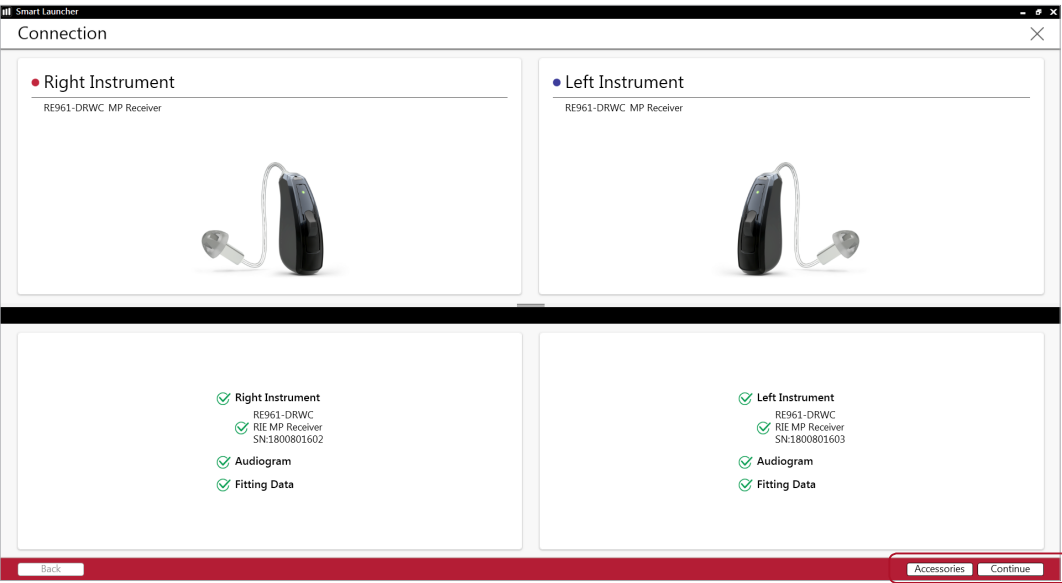 Smart Launcher
Connection
Right Instrument
RE961-DRWC MP Receiver
Left Instrument
RE961-DRWC MP Receiver
Right Instrument
RE961-DRWC
RIE MP Receiver
SN:1800801602
Audiogram
Fitting Data
Left Instrument
RE961-DRWC
RIE MP Receiver
SN:1800801603
Audiogram
Fitting Data
Back
Accessories
Continue